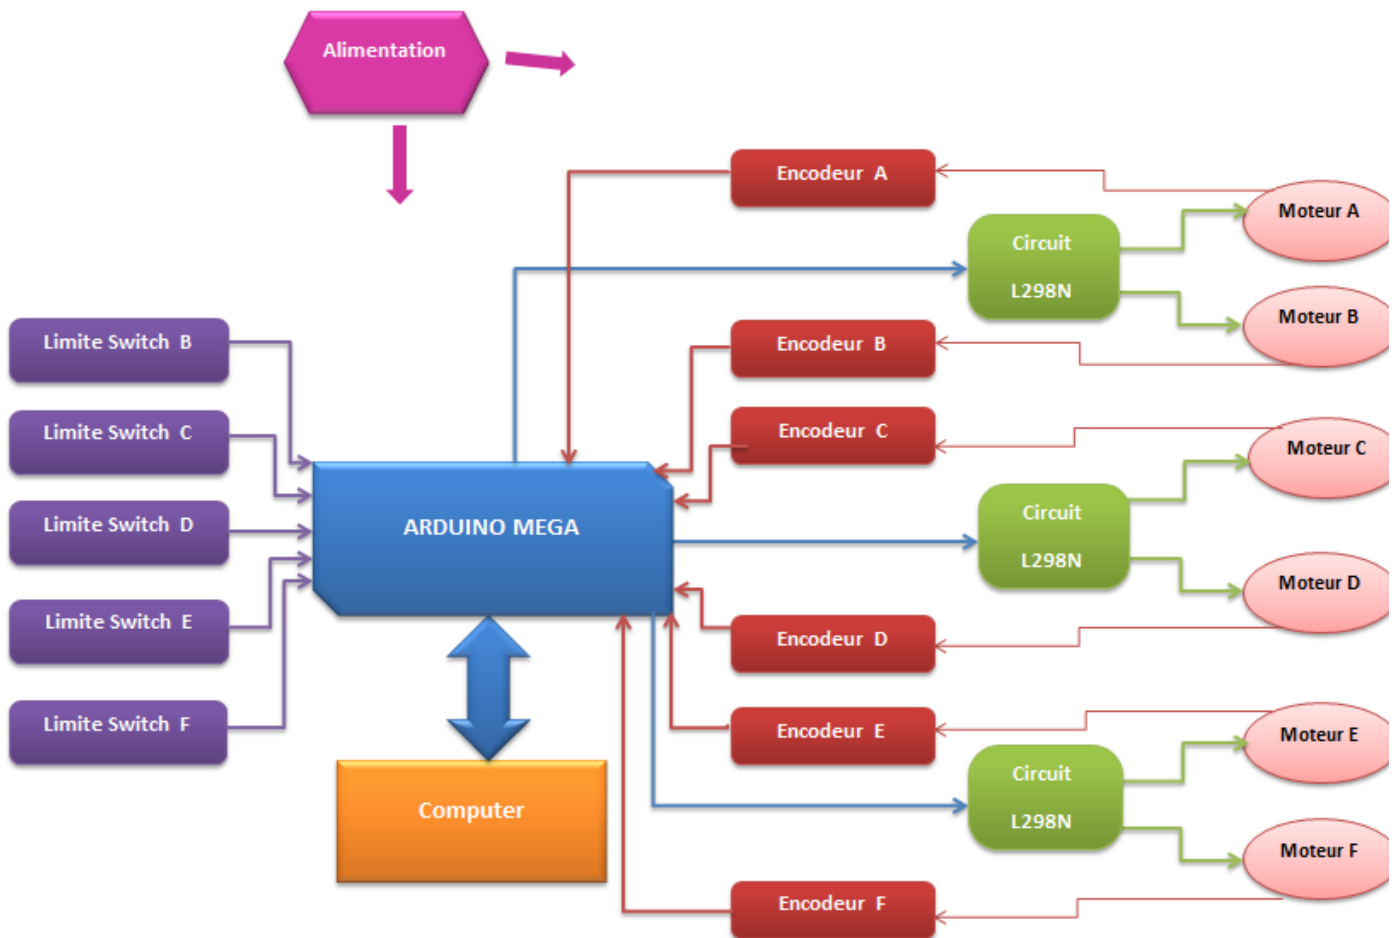 Alimentation
Encodeur A
Moteur A
Circuit
L298N
Moteur B
Limite Switch B
Encodeur B
Limite Switch C
Encodeur C
Moteur C
Limite Switch D
ARDUINO MEGA
Circuit
L298N
Moteur D
Limite Switch E
Encodeur D
Limite Switch F
Encodeur E
Moteur E
Computer
Circuit
L298N
Moteur F
Encodeur F